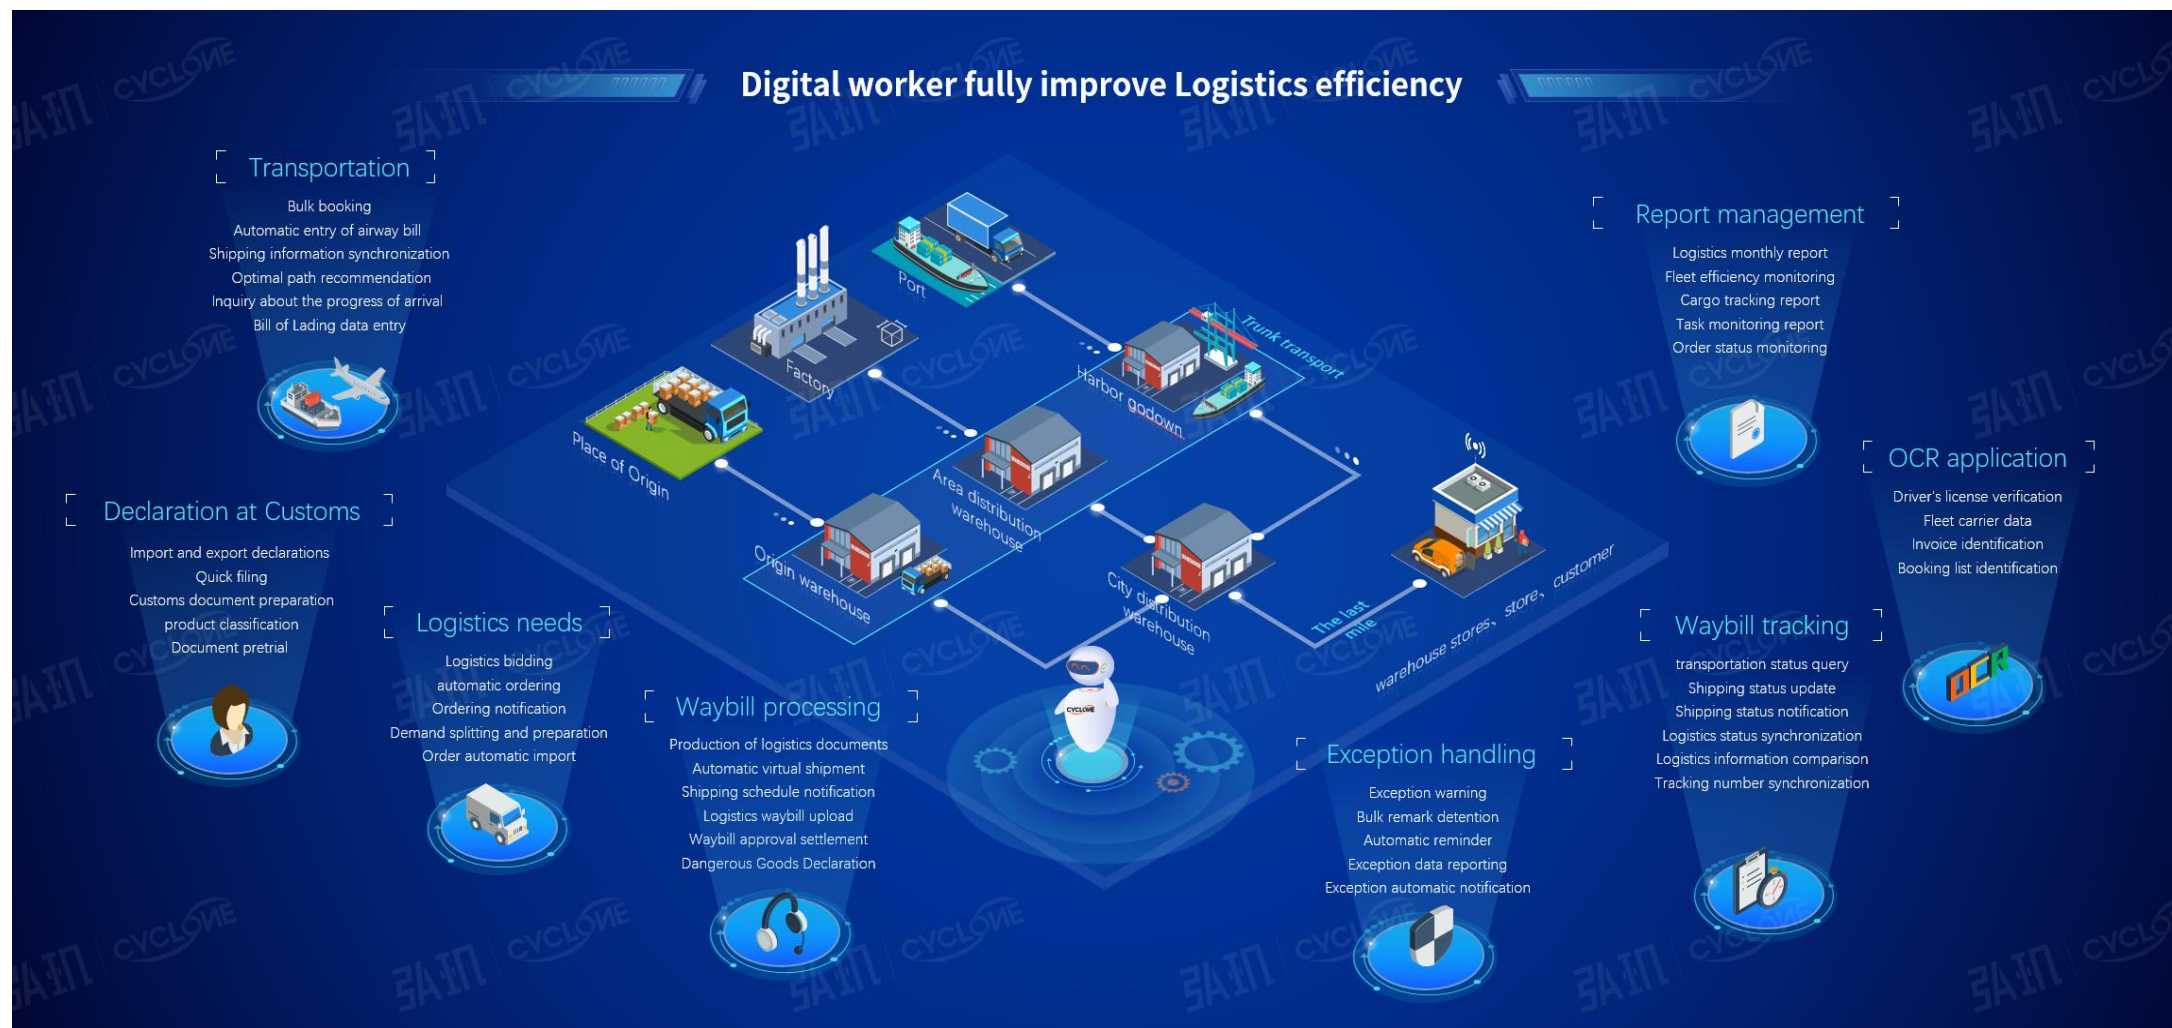 Digital worker fully improve Logistics efficiency
Transportation
Bulk booking
Automatic entry of airway bill
Shipping information synchronization
Optimal path recommendation
Inquiry about the progress of arrival
Bill of Lading data entry
Declaration at Customs
Import and export declarations
Quick filing
Customs document preparation
product classification
Document pretrial
Logistics needs
Logistics bidding
automatic ordering
Ordering notification
Demand splitting and preparation
Order automatic import
Waybill processing
Production of logistics documents
Automatic virtual shipment
Shipping schedule notification
Logistics waybill upload
Waybill approval settlement
Dangerous Goods Declaration
Port
Factory
Place of Origin
Trunk transport
Harbor godown
Area distribution
warehouse
Origin warehouse
City distribution
warehouse
The last
mile
warehouse stores、store、customer
CYCLONE
Exception handling
Exception warning
Bulk remark detention
Automatic reminder
Exception data reporting
Exception automatic notification
Report management
Logistics monthly report
Fleet efficiency monitoring
Cargo tracking report
Task monitoring report
Order status monitoring
OCR application
Driver's license verification
Fleet carrier data
Invoice identification
Booking list identification
OCR
Waybill tracking
transportation status query
Shipping status update
Shipping status notification
Logistics status synchronization
Logistics information comparison
Tracking number synchronization